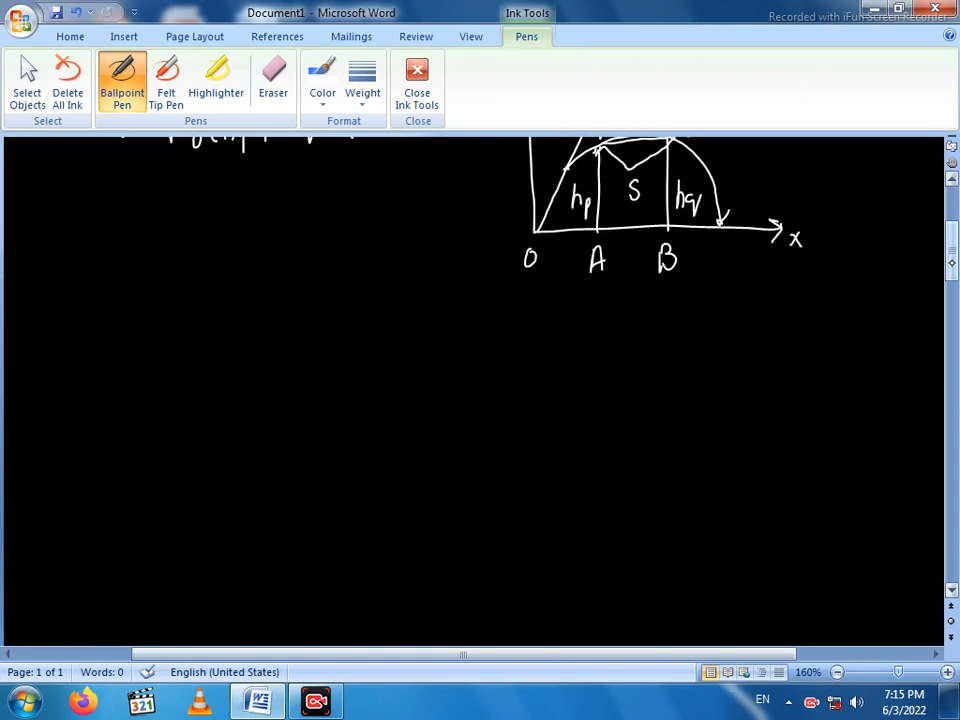 Document1 - Microsoft Word
Ink Tools
Recorded with iFun Screen Recorder
Home Insert Page Layout References Mailings Review View Pens
Select Objects
Delete All Ink
Ballpoint Pen
Felt Tip Pen
Highlighter
Eraser
Color
Weight
Close Ink Tools
Select
Pens
Format
Close
hp S hq
x
O A B
Page: 1 of 1 Words: 0 English (United States) 160%
321
EN 7:15 PM
6/3/2022